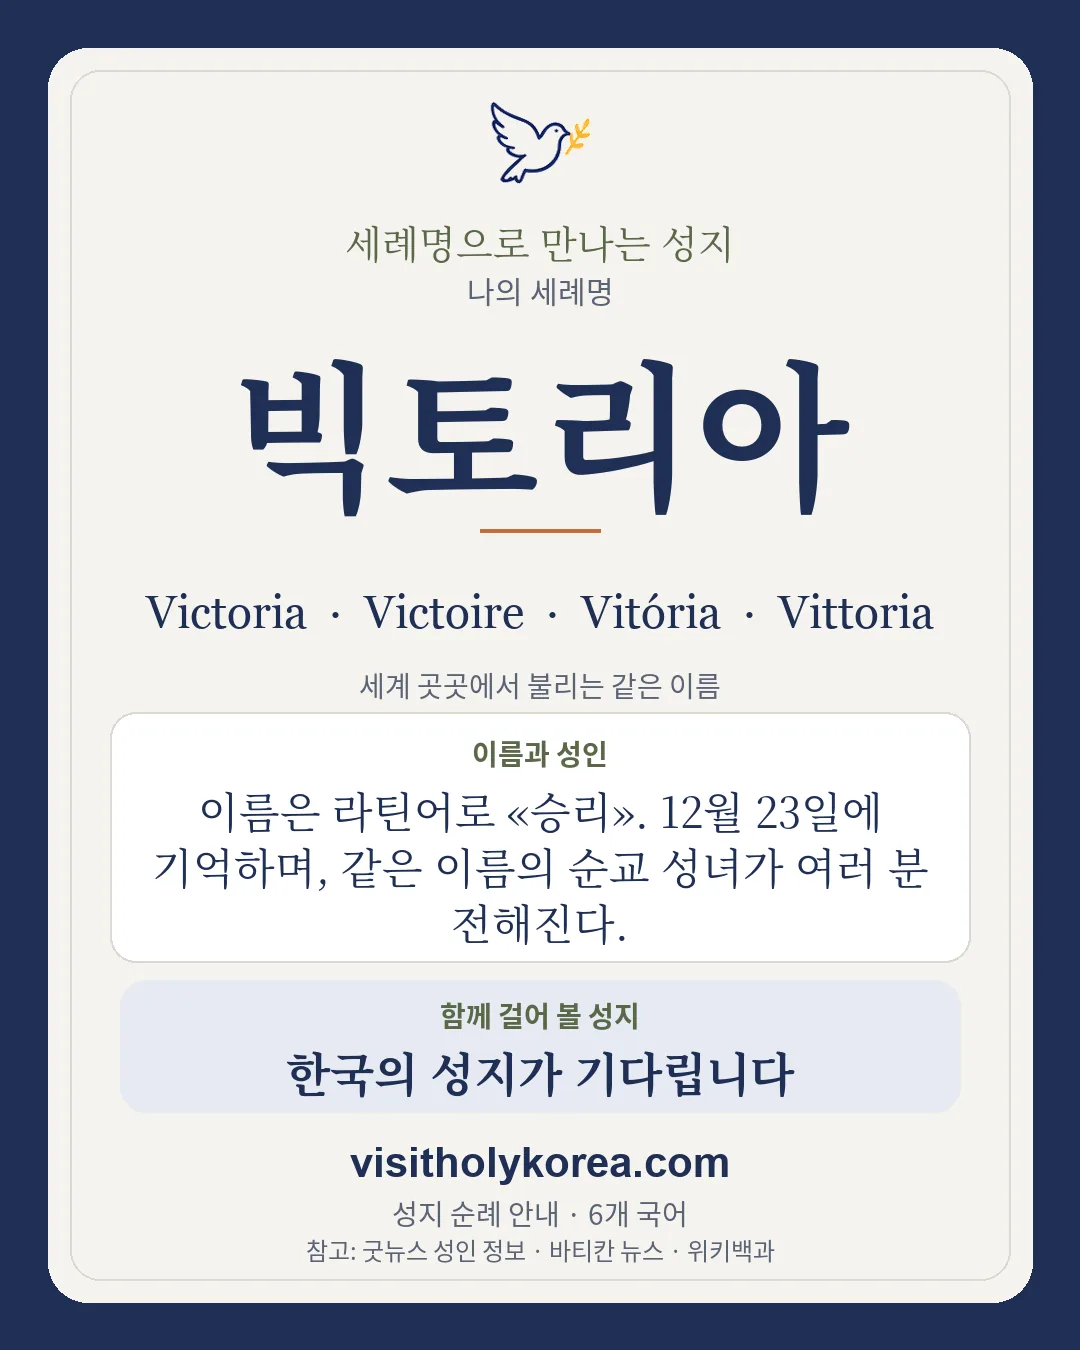 세례명으로 만나는 성지
나의 세례명
빅토리아
Victoria · Victoire · Vitória · Vittoria
세계 곳곳에서 불리는 같은 이름
이름과 성인
이름은 라틴어로 «승리». 12월 23일에
기억하며, 같은 이름의 순교 성녀가 여러 분
전해진다.
함께 걸어 볼 성지
한국의 성지가 기다립니다
visitholykorea.com
성지 순례 안내 · 6개 국어
참고: 굿뉴스 성인 정보 · 바티칸 뉴스 · 위키백과